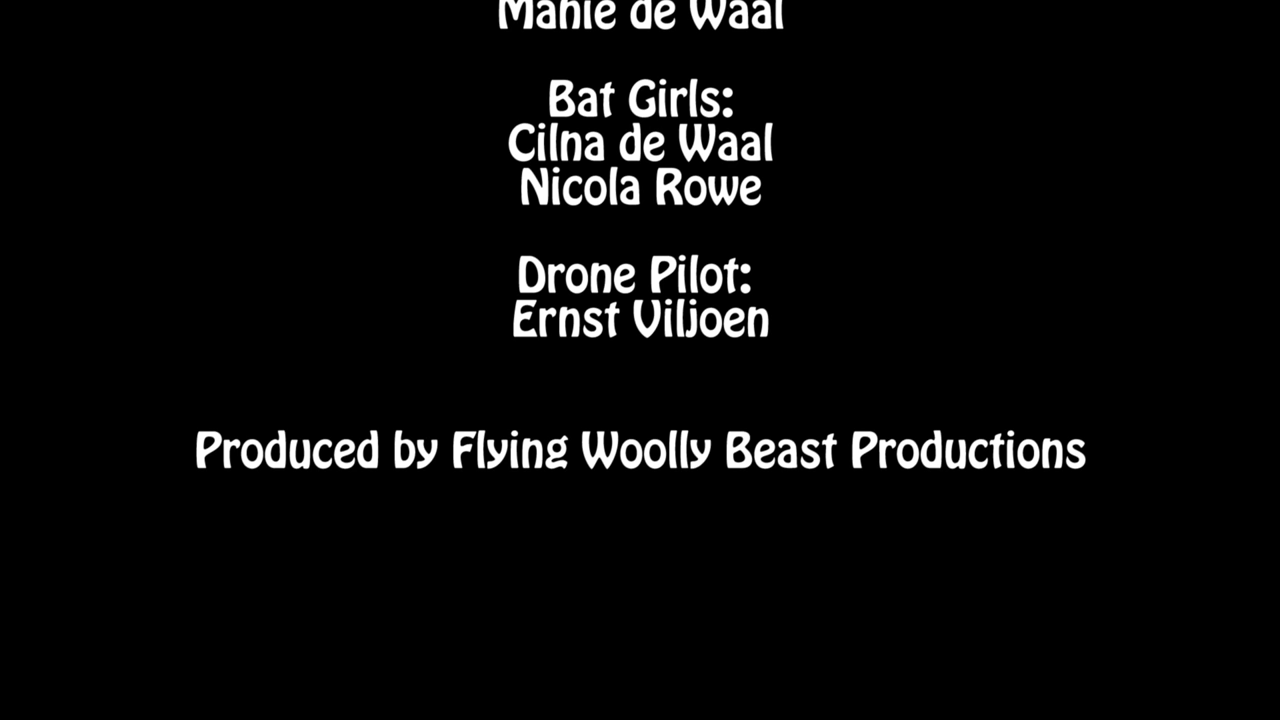 Manie de Waal
Bat Girls:
Cilna de Waal
Nicola Rowe
Drone Pilot:
Ernst Viljoen
Produced by Flying Woolly Beast Productions